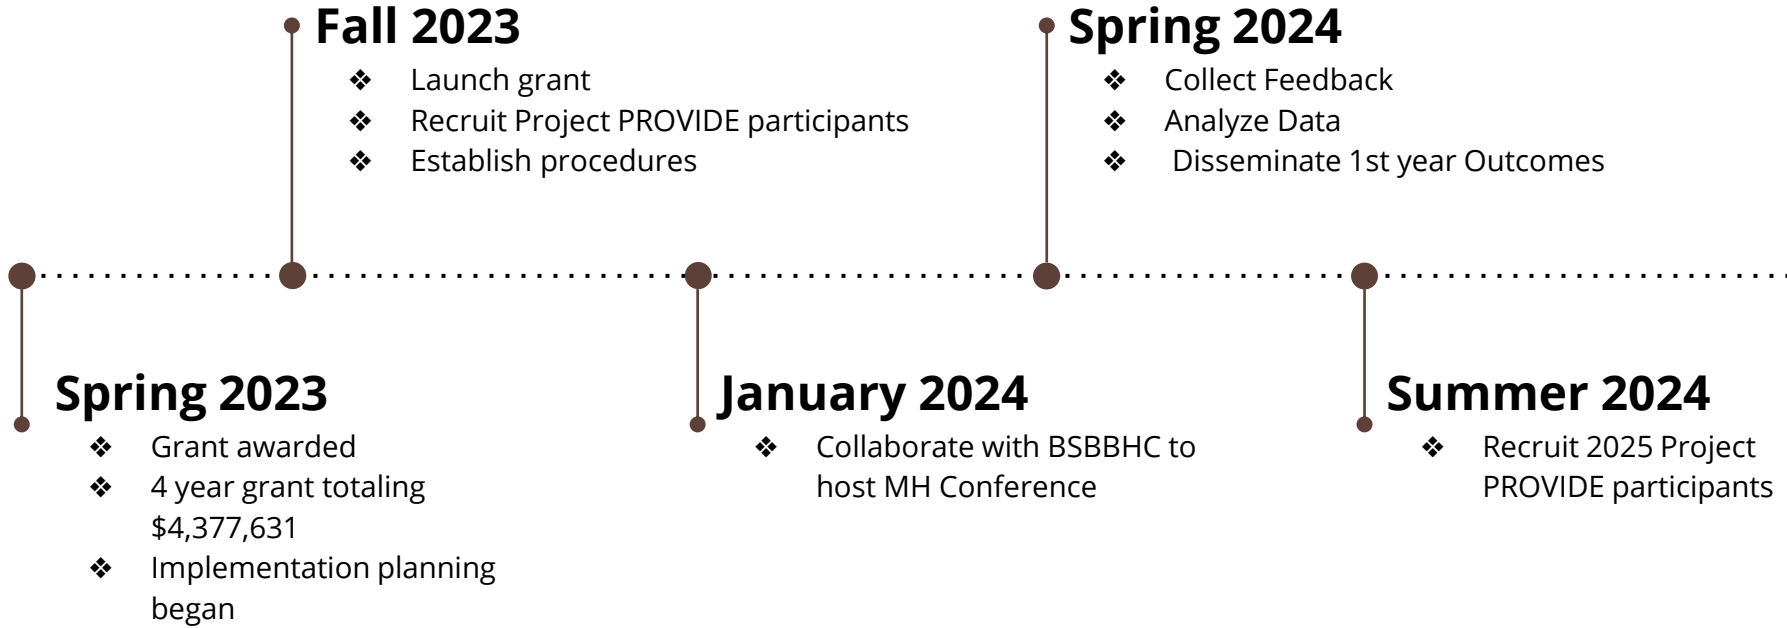 Fall 2023
❖ Launch grant
❖ Recruit Project PROVIDE participants
❖ Establish procedures
Spring 2024
❖ Collect Feedback
❖ Analyze Data
❖ Disseminate 1st year Outcomes
Spring 2023
❖ Grant awarded
❖ 4 year grant totaling
$4,377,631
❖ Implementation planning
began
January 2024
❖ Collaborate with BSBBHC to
host MH Conference
Summer 2024
❖ Recruit 2025 Project
PROVIDE participants